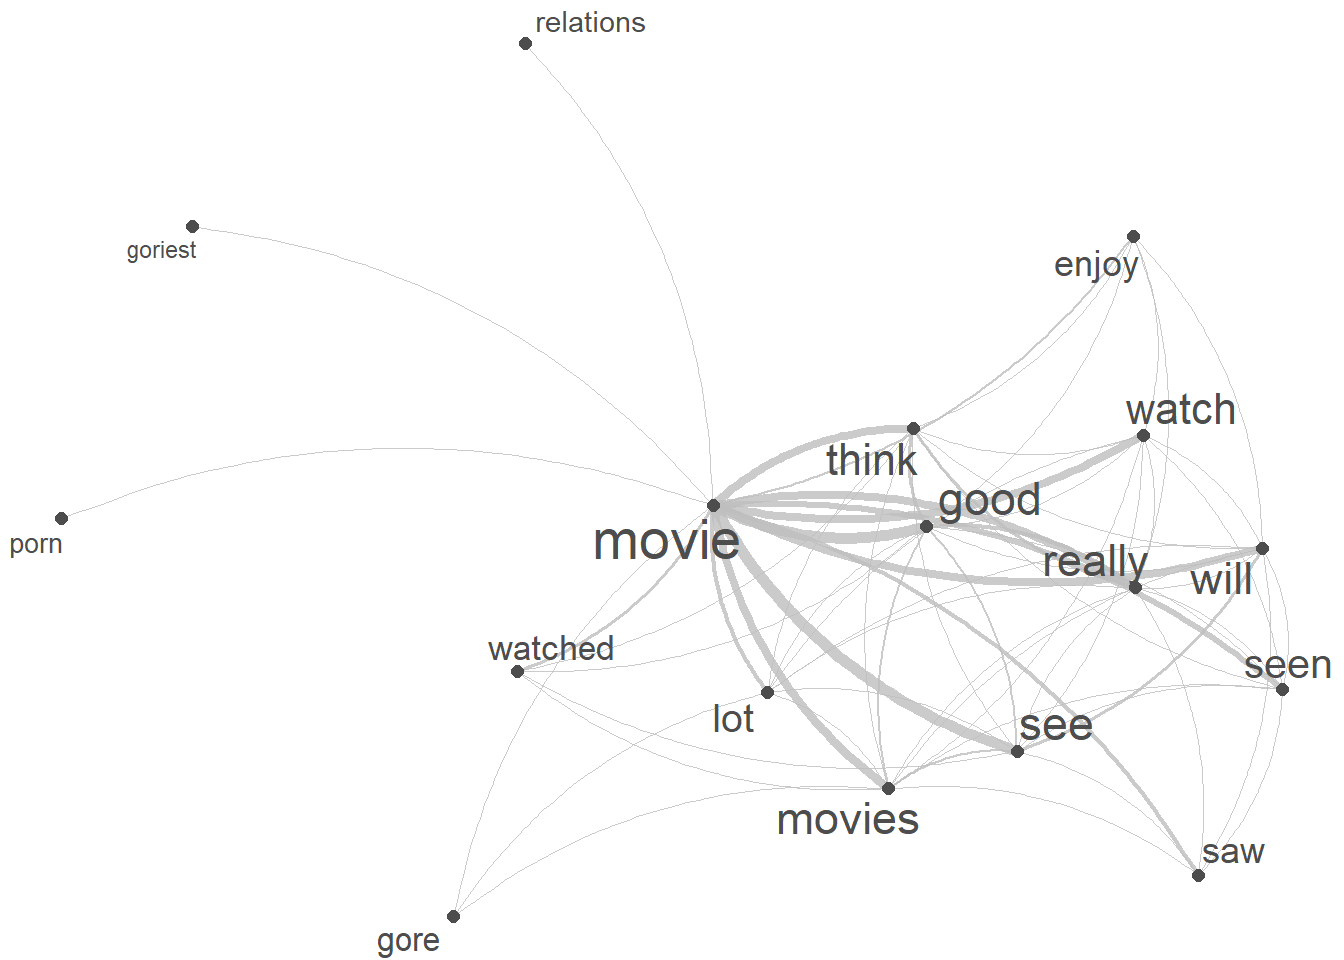 relations
goriest
enjoy
watch
think
good
movie
porn
really
will
watched
seen
lot
see
movies
saw
gore